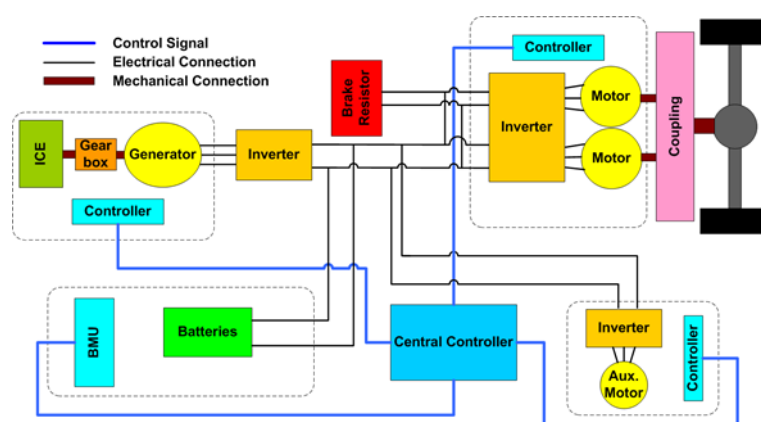 Control Signal
Electrical Connection
Mechanical Connection
Controller
Brake
Resistor
Inverter
Motor
Motor
Coupling
ICE
Gear
box
Generator
Inverter
Controller
BMU
Batteries
Central Controller
Inverter
Aux.
Motor
Controller